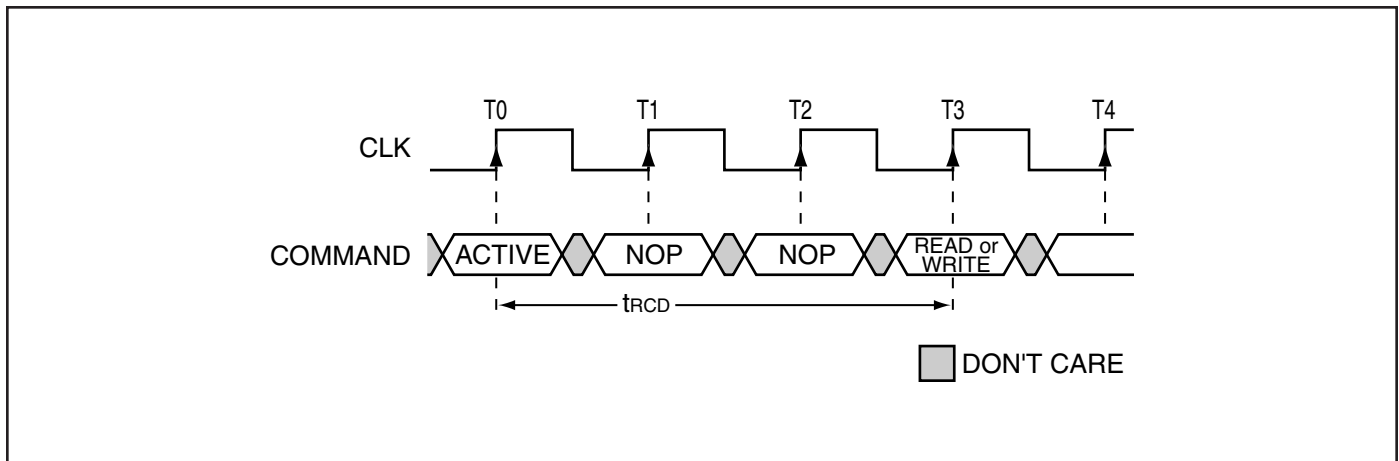 T0 T1 T2 T3 T4
CLK
COMMAND ACTIVE NOP NOP READ or
WRITE
tRCD
DON'T CARE